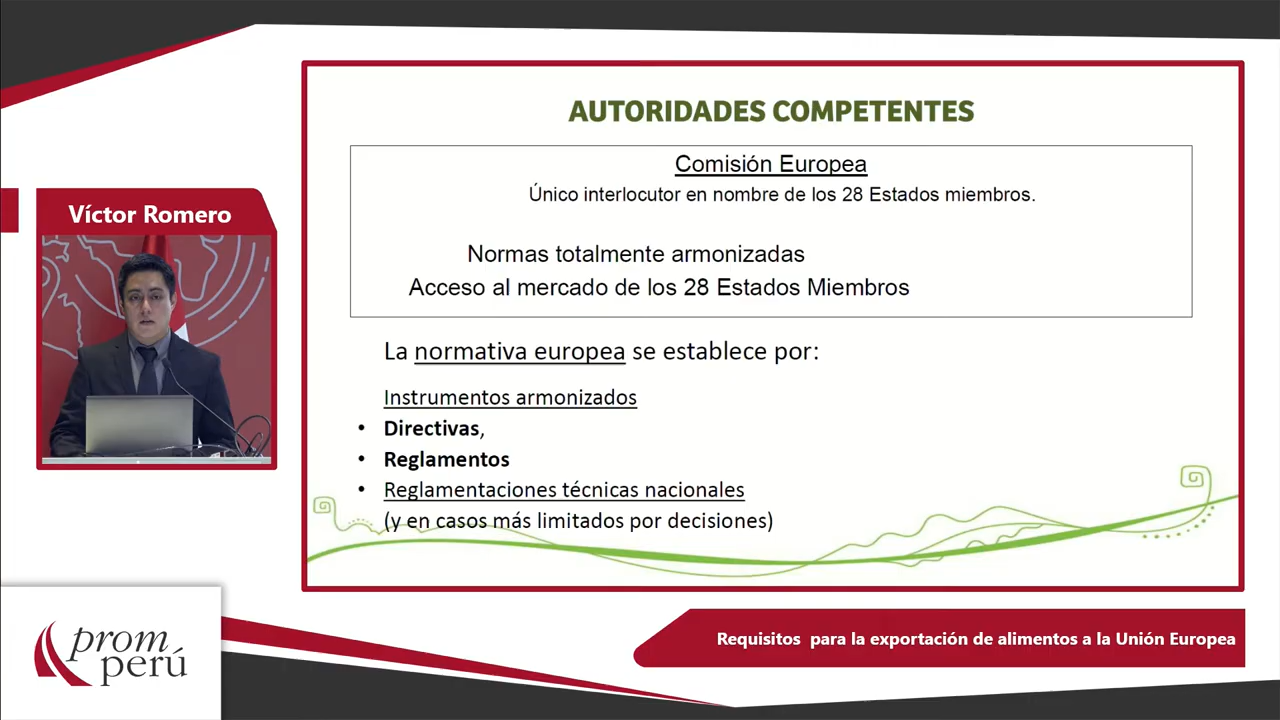 AUTORIDADES COMPETENTES
Comisión Europea
Único interlocutor en nombre de los 28 Estados miembros.
Normas totalmente armonizadas
Acceso al mercado de los 28 Estados Miembros
La normativa europea se establece por:
Instrumentos armonizados
• Directivas,
• Reglamentos
• Reglamentaciones técnicas nacionales
(y en casos más limitados por decisiones)
Víctor Romero
prom
perú
Requisitos para la exportación de alimentos a la Unión Europea